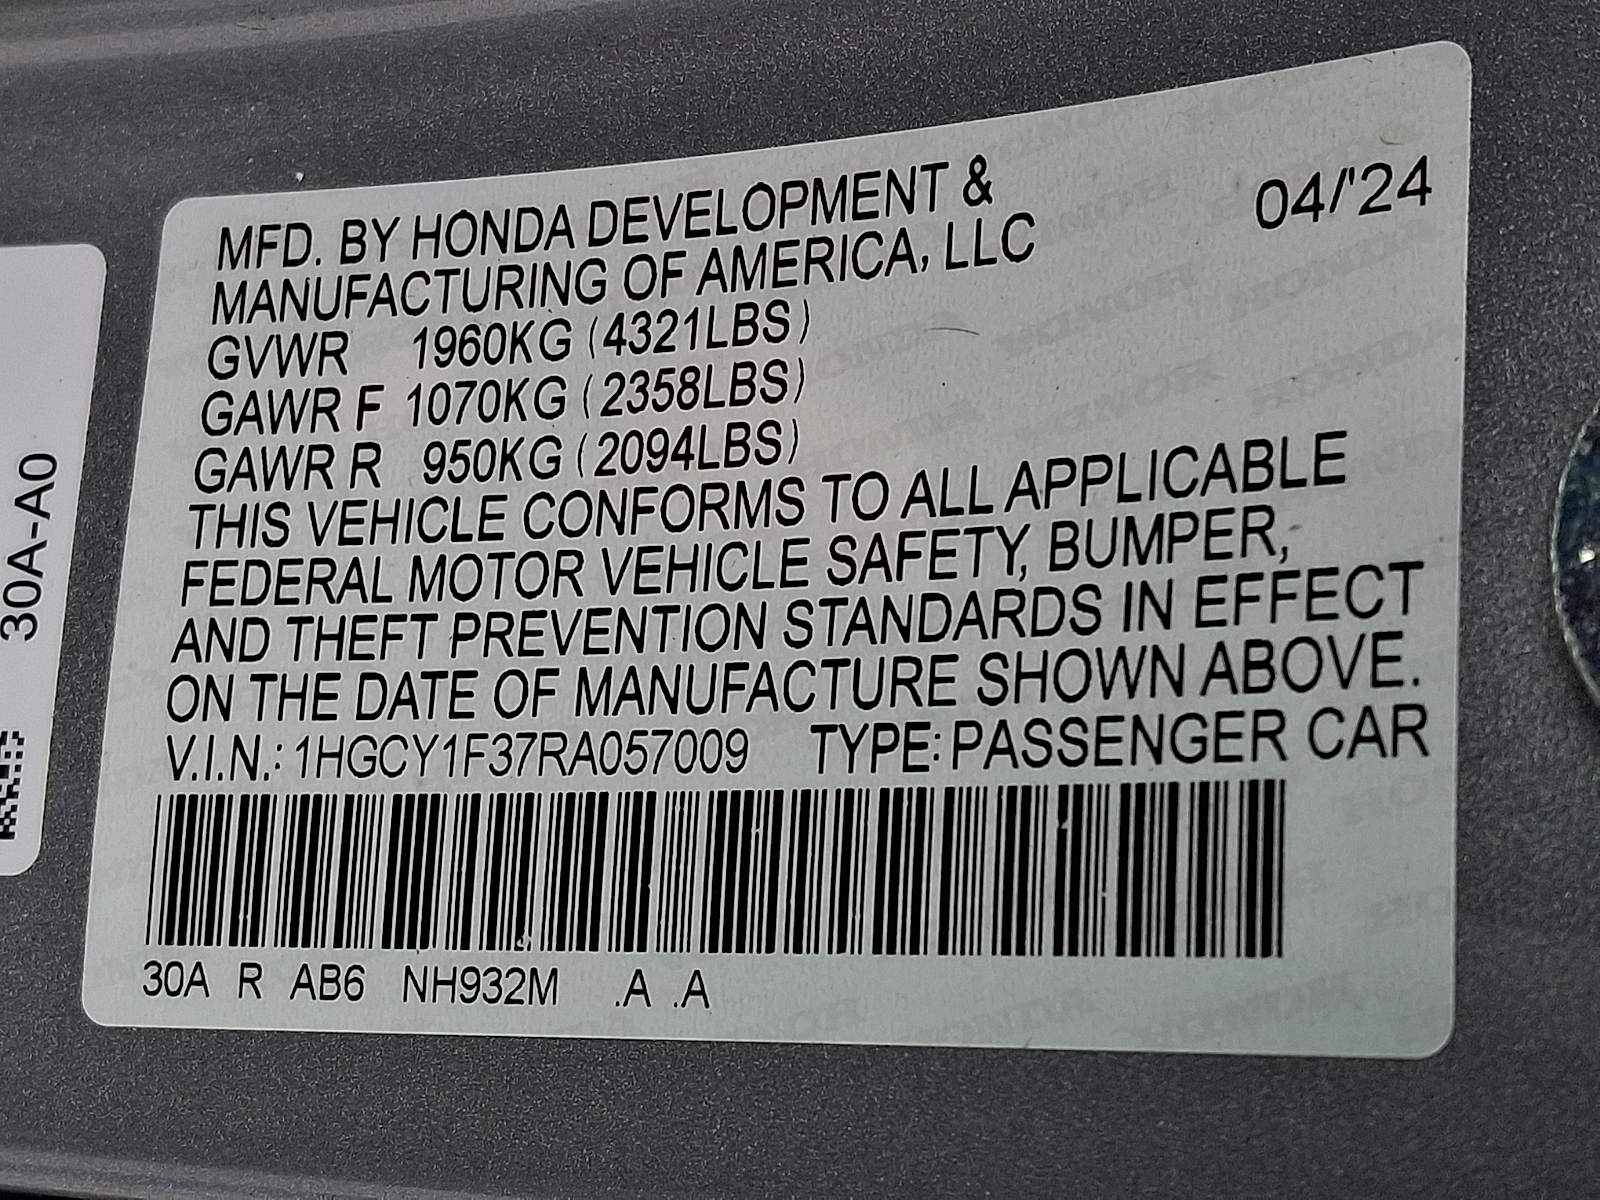 MFD. BY HONDA DEVELOPMENT &
MANUFACTURING OF AMERICA, LLC
04/'24
GVWR 1960KG (4321LBS)
GAWR F 1070KG (2358LBS)
GAWR R 950KG (2094LBS)
THIS VEHICLE CONFORMS TO ALL APPLICABLE
FEDERAL MOTOR VEHICLE SAFETY, BUMPER,
AND THEFT PREVENTION STANDARDS IN EFFECT
ON THE DATE OF MANUFACTURE SHOWN ABOVE.
V.I.N.: 1HGCY1F37RA057009 TYPE: PASSENGER CAR
30A R AB6 NH932M .A .A
30A-A0